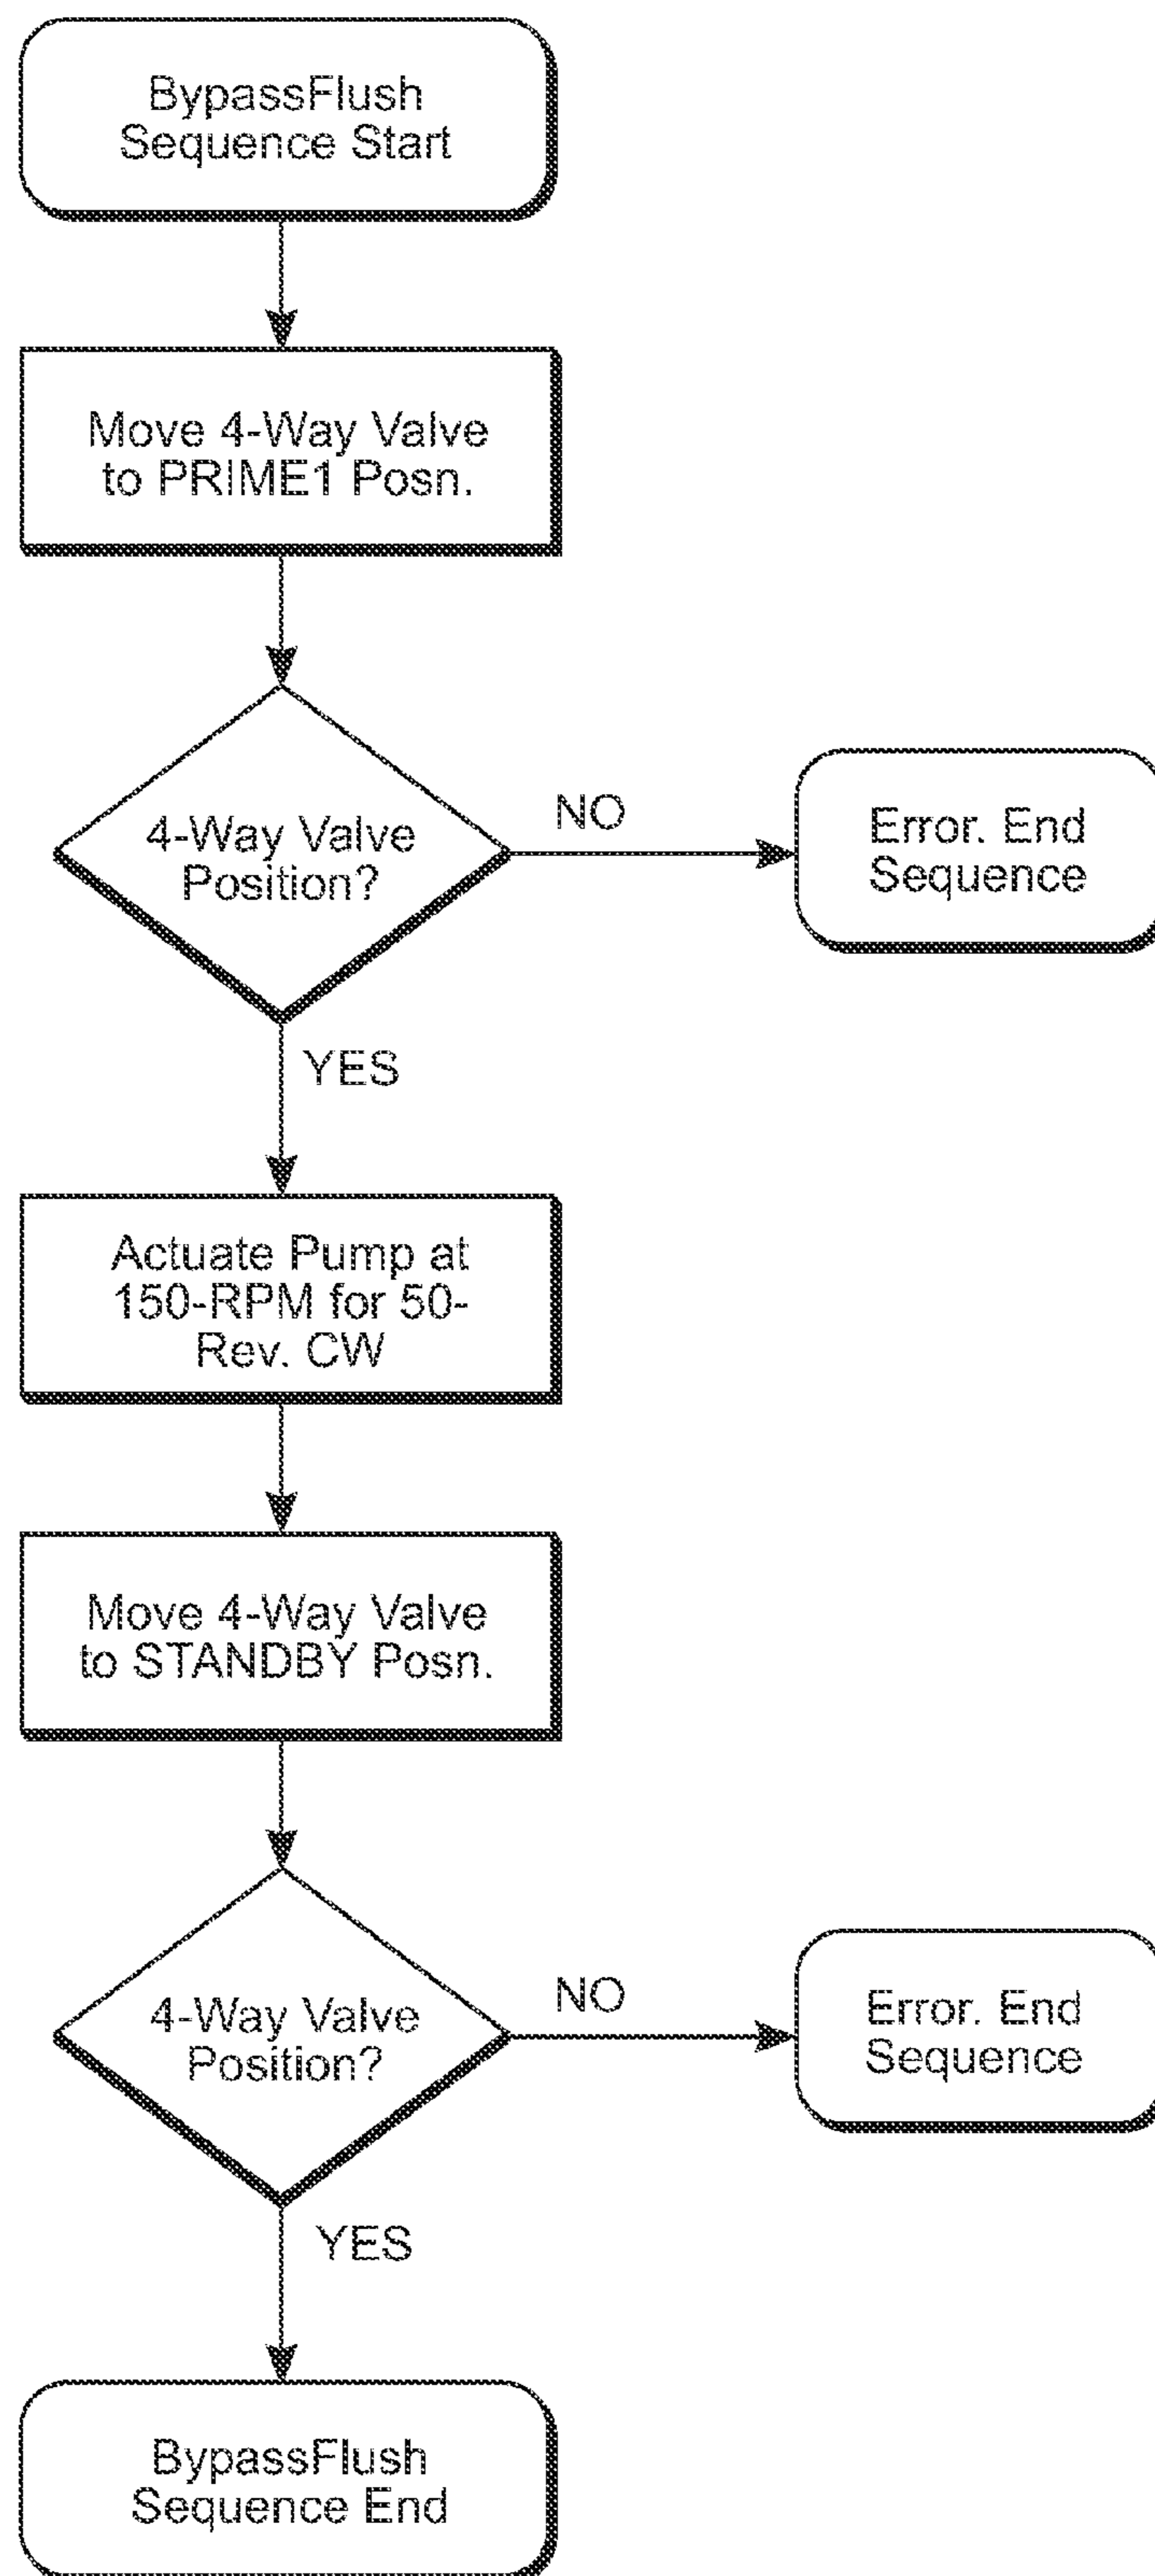 BypassFlush
Sequence Start
Move 4-Way Valve
to PRIME1 Posn.
4-Way Valve
Position?
NO
Error. End
Sequence
YES
Actuate Pump at
150-RPM for 50-
Rev. CW
Move 4-Way Valve
to STANDBY Posn.
4-Way Valve
Position?
NO
Error. End
Sequence
YES
BypassFlush
Sequence End